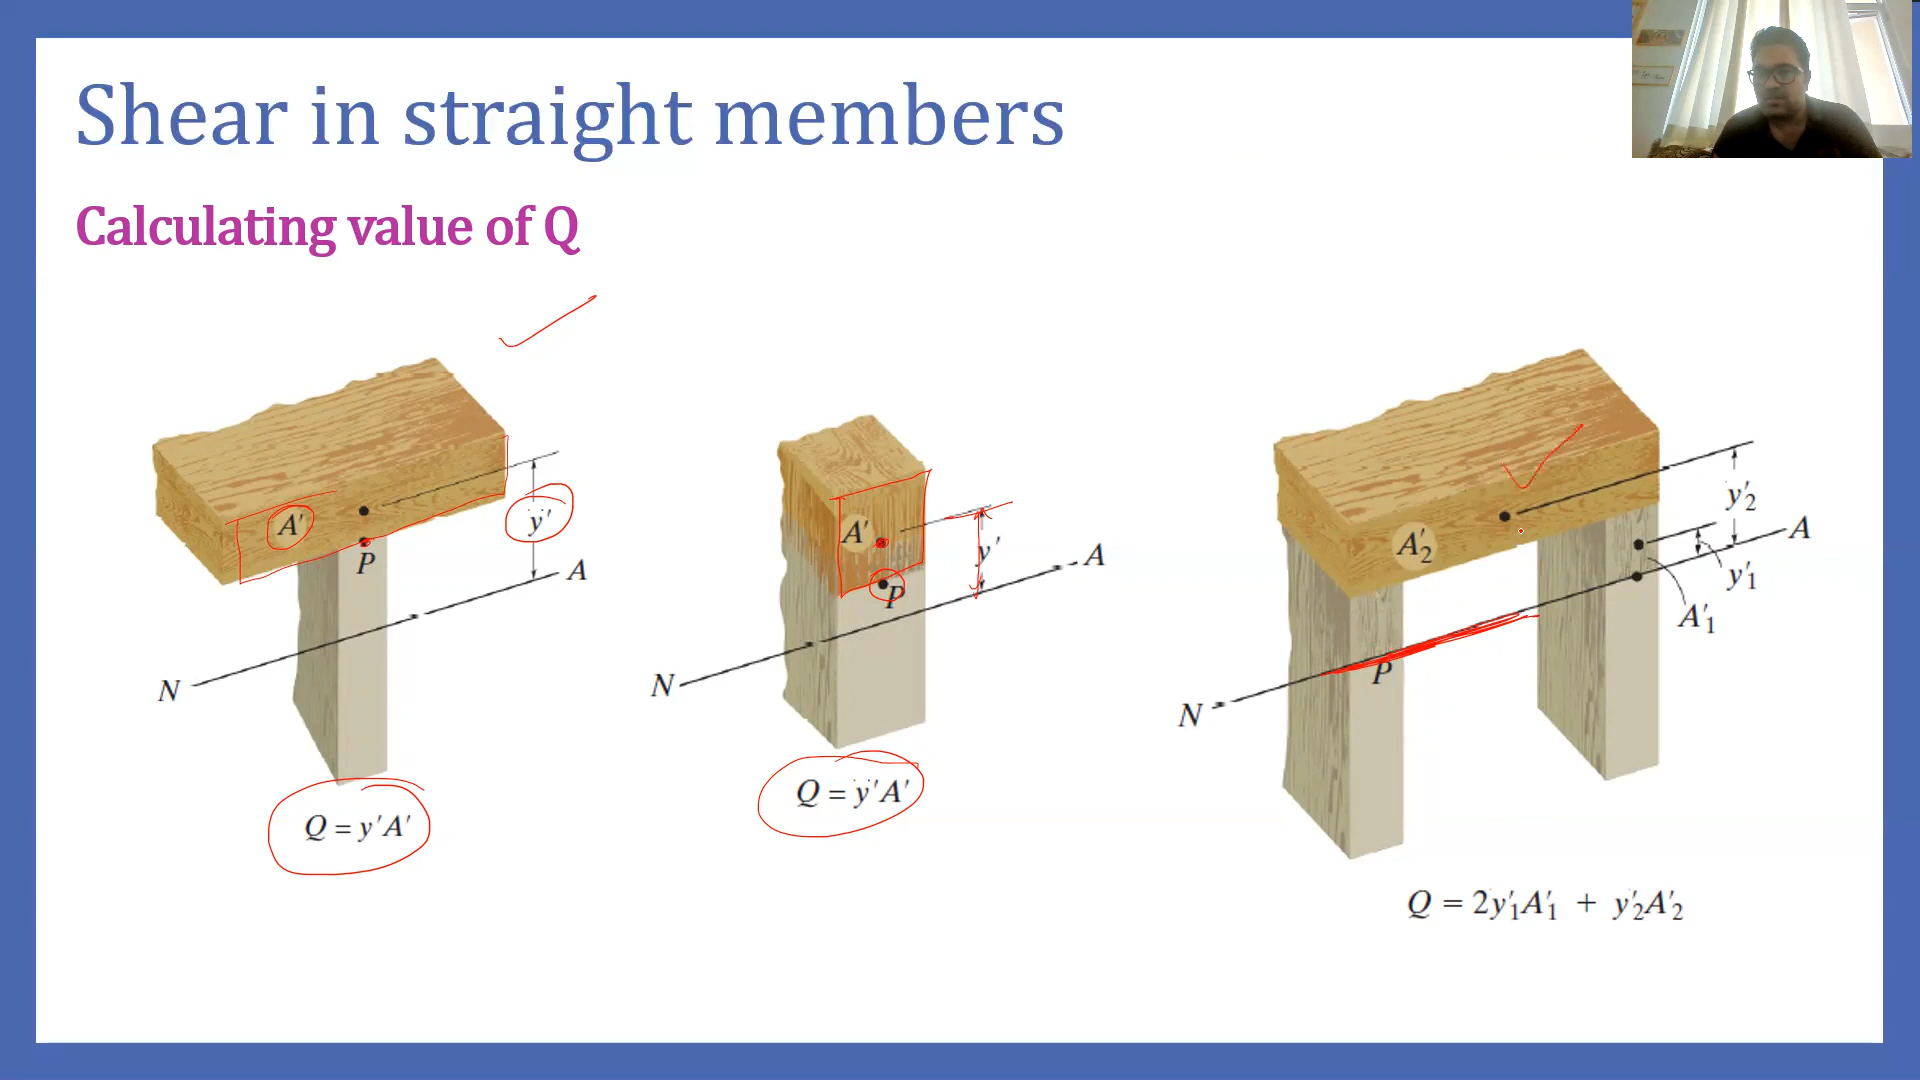 Shear in straight members
Calculating value of Q
A'
P
y'
A
N
Q = y'A'
A'
P
y'
A
N
Q = y'A'
A'2
y'2
A
y'1
A'1
P
N
Q = 2y'1A'1 + y'2A'2